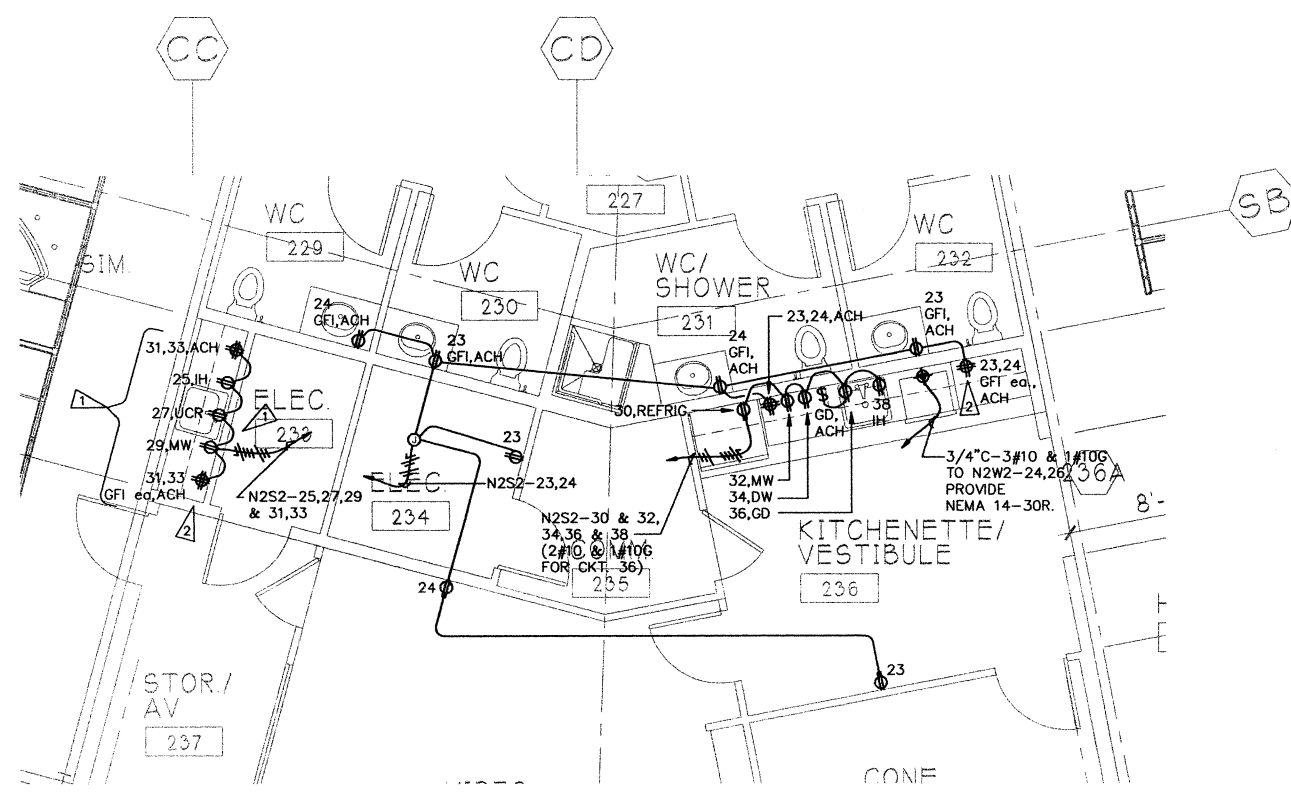 CC
CD
SB
227
WC
229
WC
230
WC/
SHOWER
231
WC
232
SIM.
24
GFI,ACH
23
GFI,ACH
24
GFI,
ACH
23,24,ACH
23
GFI,
ACH
23,24
GFI ea.,
ACH
2
1
31,33,ACH
25,IH
27,UCR
29,MW
31,33
GFI ea,ACH
2
ELEC.
1
N2S2-25,27,29
& 31,33
23
N2S2-23,24
ELEC.
234
30,REFRIG.
GD,
ACH
38
IH
32,MW
34,DW
36,GD
N2S2-30 & 32,
34,36 & 38
(2#10 & 1#10G
FOR CKT. 36)
235
3/4"C-3#10 & 1#10G
TO N2W2-24,26
PROVIDE
NEMA 14-30R.
236A
8'-
KITCHENETTE/
VESTIBULE
236
24
23
STOR./
AV
237
CONF